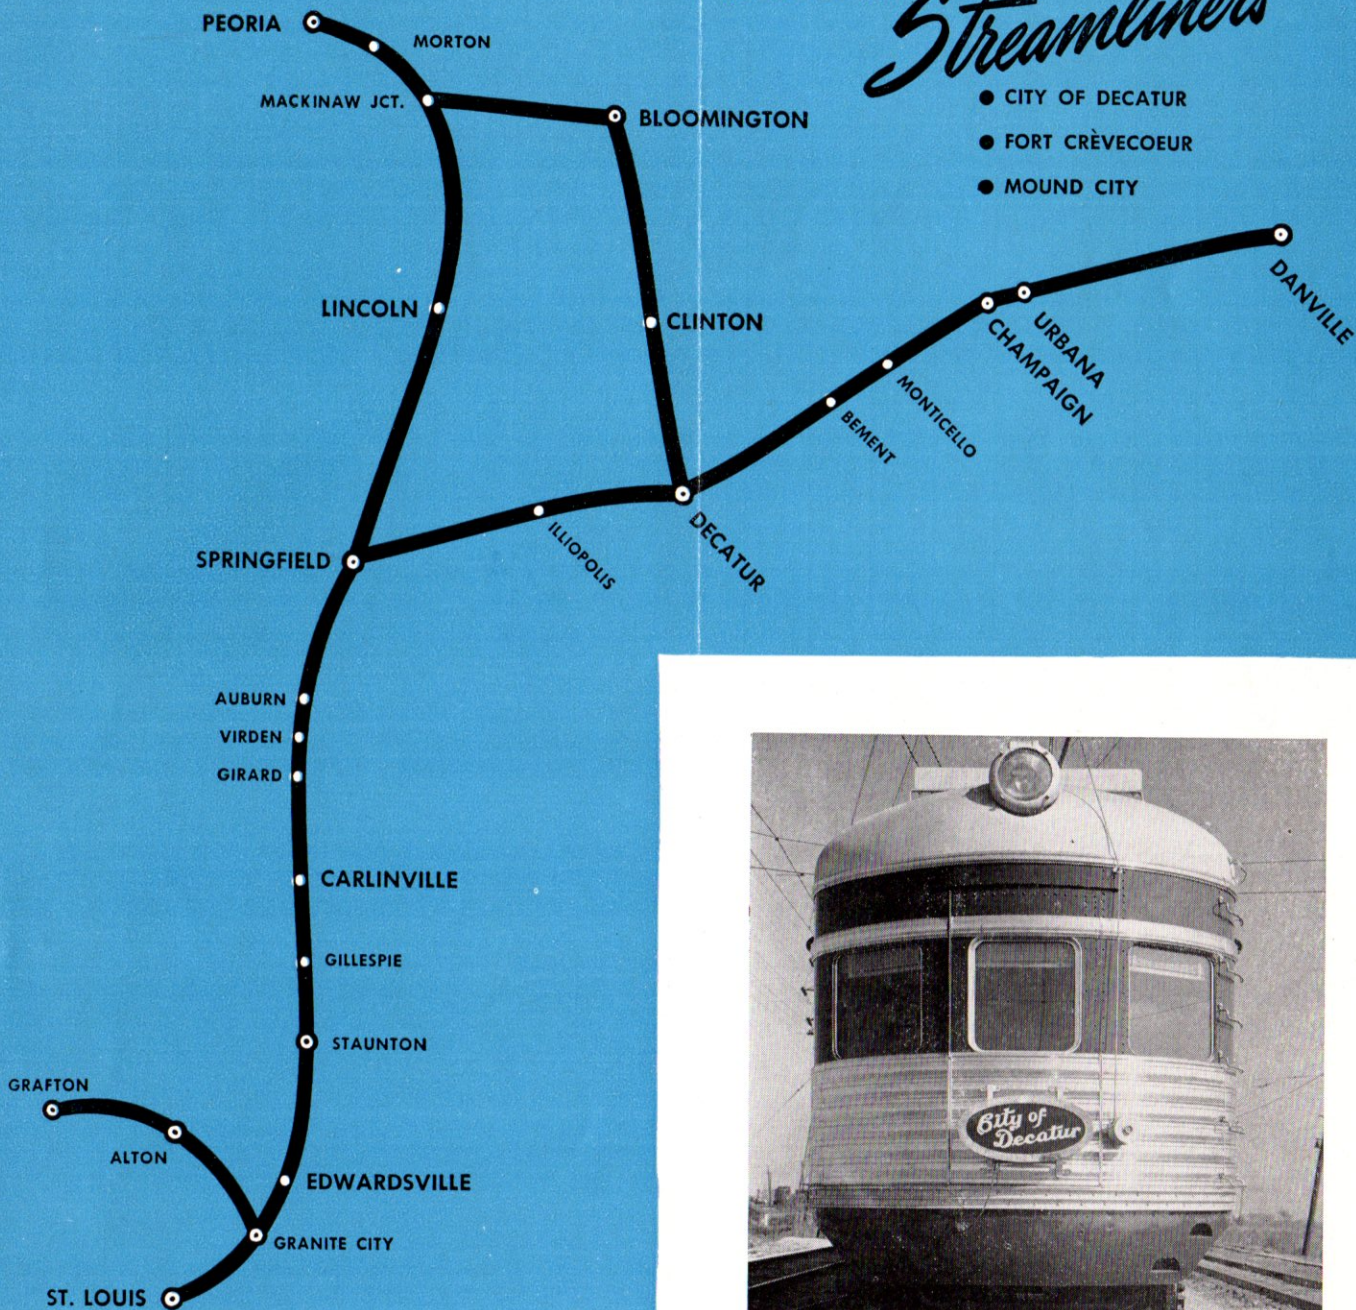 Streamliners
● CITY OF DECATUR
● FORT CRÈVECOEUR
● MOUND CITY
PEORIA
MORTON
MACKINAW JCT.
BLOOMINGTON
DANVILLE
LINCOLN
CLINTON
URBANA
CHAMPAIGN
MONTICELLO
BEMENT
DECATUR
ILLIOPOLIS
SPRINGFIELD
AUBURN
VIRDEN
GIRARD
CARLINVILLE
GILLESPIE
STAUNTON
GRAFTON
ALTON
EDWARDSVILLE
GRANITE CITY
ST. LOUIS
City of
Decatur